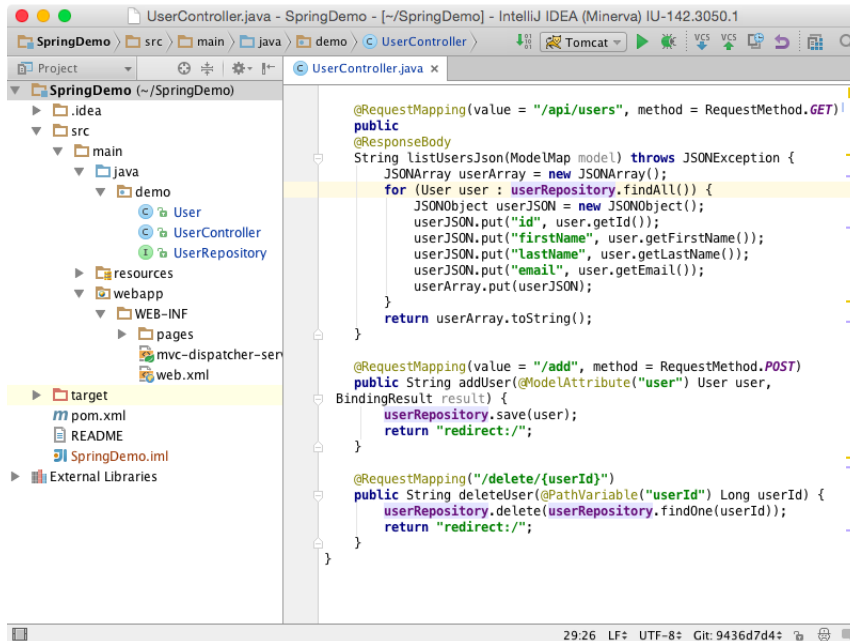 UserController.java - SpringDemo - [~/SpringDemo] - IntelliJ IDEA (Minerva) IU-142.3050.1
SpringDemo src main java demo UserController Tomcat VCS VCS
Project
UserController.java
SpringDemo (~/SpringDemo)
.idea
src
main
java
demo
User
UserController
UserRepository
resources
webapp
WEB-INF
pages
mvc-dispatcher-serv
web.xml
target
pom.xml
README
SpringDemo.iml
External Libraries
@RequestMapping(value = "/api/users", method = RequestMethod.GET)
public
@ResponseBody
String listUsersJson(ModelMap model) throws JSONException {
JSONArray userArray = new JSONArray();
for (User user : userRepository.findAll()) {
JSONObject userJSON = new JSONObject();
userJSON.put("id", user.getId());
userJSON.put("firstName", user.getFirstName());
userJSON.put("lastName", user.getLastName());
userJSON.put("email", user.getEmail());
userArray.put(userJSON);
}
return userArray.toString();
}
@RequestMapping(value = "/add", method = RequestMethod.POST)
public String addUser(@ModelAttribute("user") User user,
BindingResult result) {
userRepository.save(user);
return "redirect:/";
}
@RequestMapping("/delete/{userId}")
public String deleteUser(@PathVariable("userId") Long userId) {
userRepository.delete(userRepository.findOne(userId));
return "redirect:/";
}
}
29:26 LF UTF-8 Git: 9436d7d4